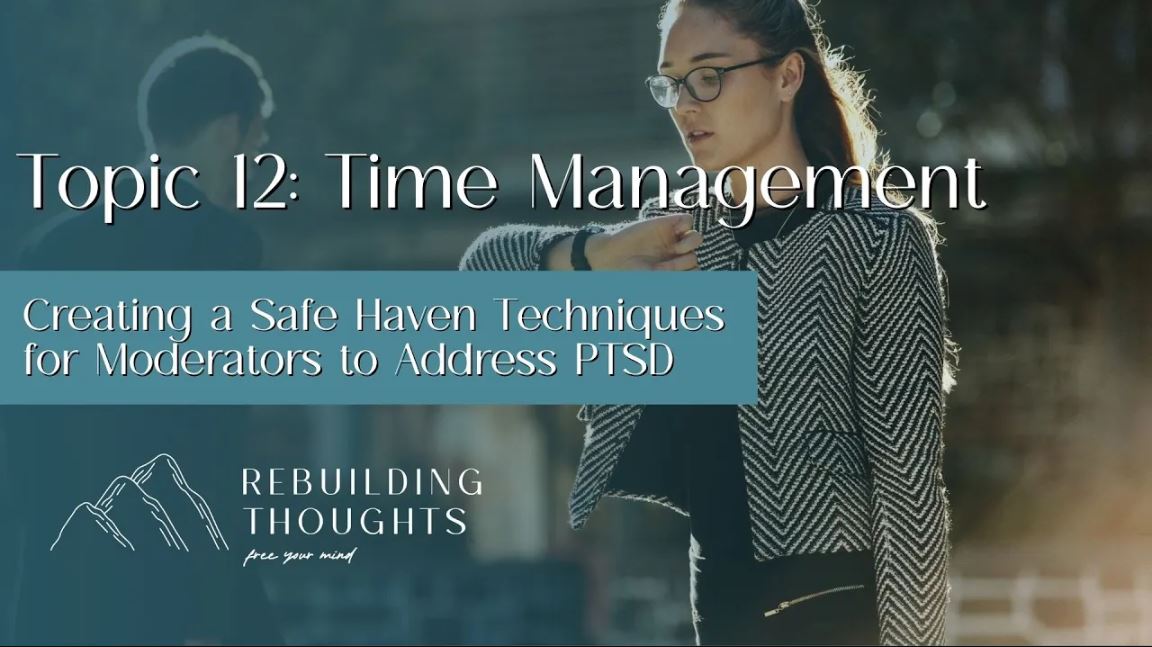 Topic 12: Time Management
Creating a Safe Haven Techniques
for Moderators to Address PTSD
REBUILDING
THOUGHTS
free your mind